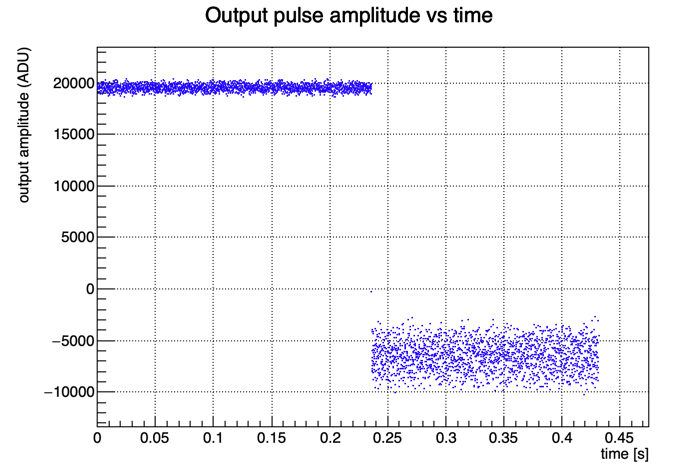 Output pulse amplitude vs time
output amplitude (ADU)
20000
15000
10000
5000
0
−5000
−10000
0 0.05 0.1 0.15 0.2 0.25 0.3 0.35 0.4 0.45
time [s]